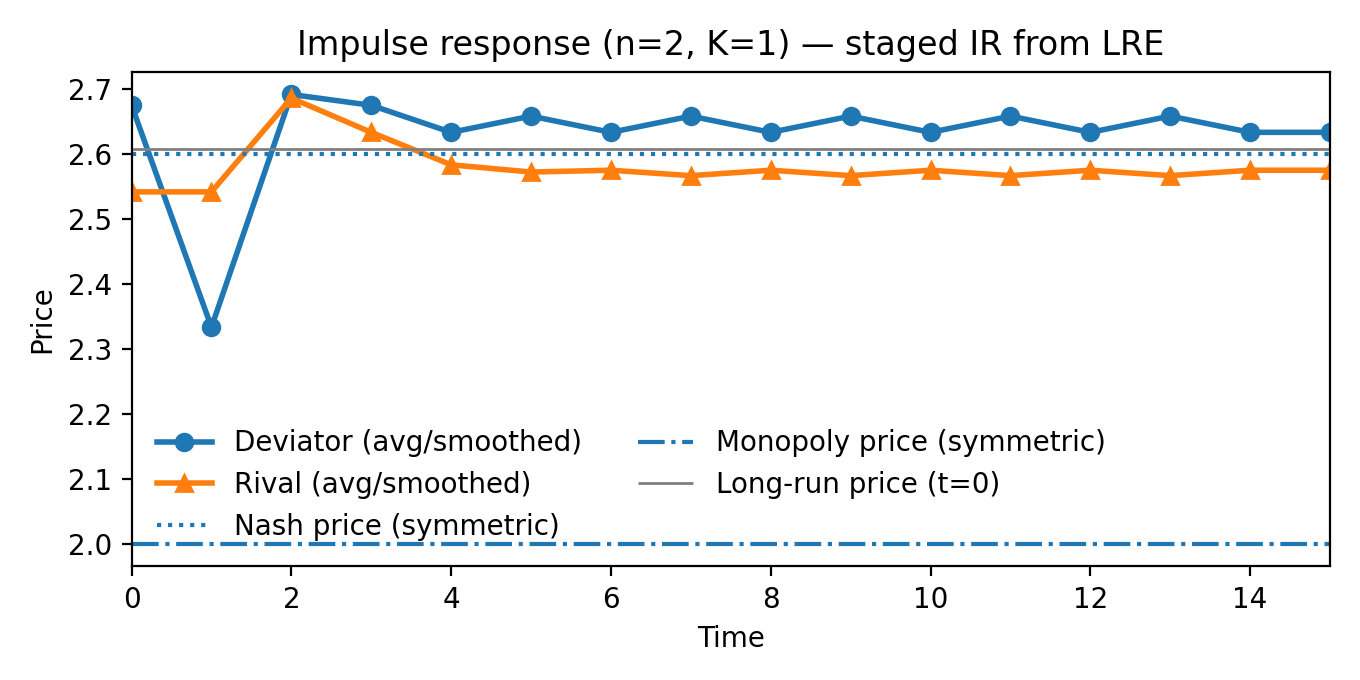 Impulse response (n=2, K=1) — staged IR from LRE
2.7
2.6
2.5
2.4
2.3
2.2
2.1
2.0
Price
Deviator (avg/smoothed)
Rival (avg/smoothed)
Nash price (symmetric)
Monopoly price (symmetric)
Long-run price (t=0)
0 2 4 6 8 10 12 14
Time